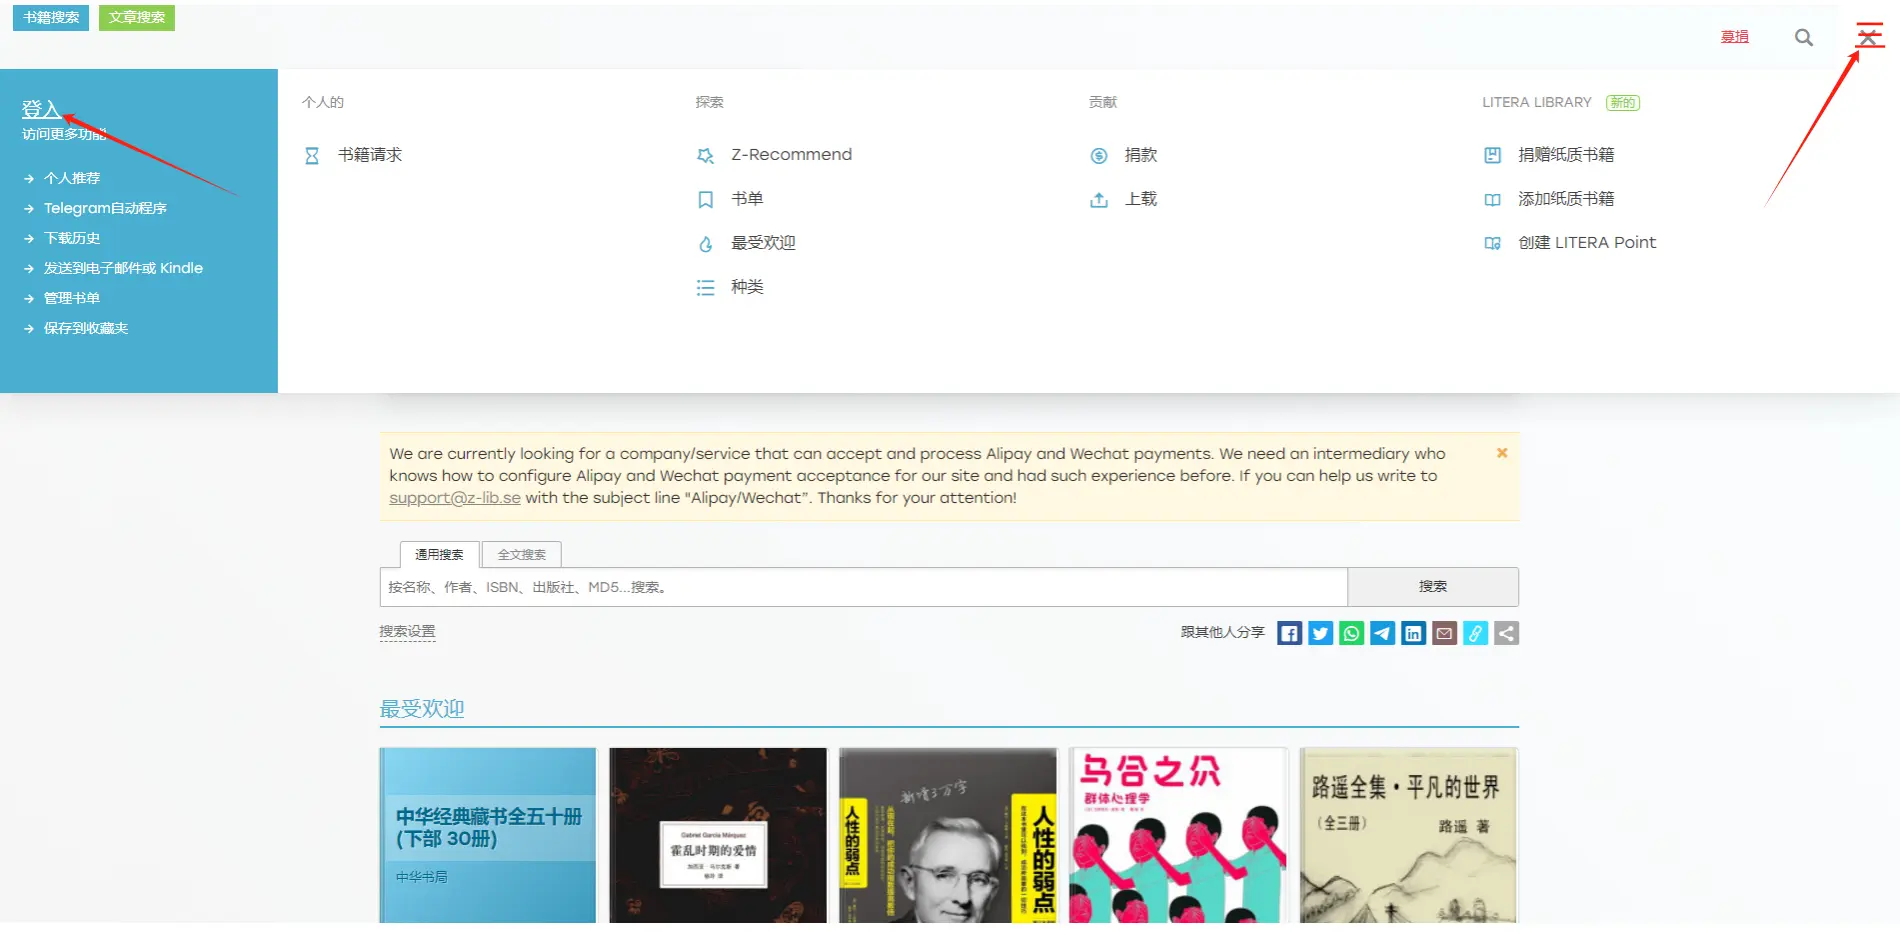 书籍搜索 文章搜索
募捐
登入
访问更多功能
个人推荐
Telegram自动程序
下载历史
发送到电子邮件或 Kindle
管理书单
保存到收藏夹
个人的
书籍请求
探索
Z-Recommend
书单
最受欢迎
种类
贡献
捐款
上载
LITERA LIBRARY 新的
捐赠纸质书籍
添加纸质书籍
创建 LITERA Point
We are currently looking for a company/service that can accept and process Alipay and Wechat payments. We need an intermediary who
knows how to configure Alipay and Wechat payment acceptance for our site and had such experience before. If you can help us write to
support@z-lib.se with the subject line "Alipay/Wechat”. Thanks for your attention!
通用搜索 全文搜索
按名称、作者、ISBN、出版社、MD5...搜索。 搜索
搜索设置 跟其他人分享
最受欢迎
中华经典藏书全五十册
(下部 30册)
中华书局
Gabriel García Márquez
霍乱时期的爱情
新增3万字
人性的弱点
人性的弱点
乌合之众
群体心理学
路遥全集·平凡的世界
(全三册)
路遥 著